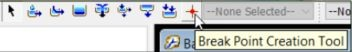 --None Selected--
--No
Ba
Break Point Creation Tool